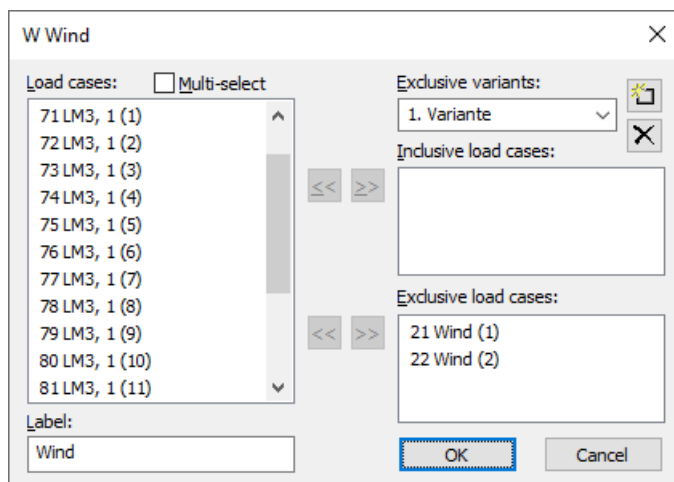 W Wind
Load cases:
Multi-select
71 LM3, 1 (1)
72 LM3, 1 (2)
73 LM3, 1 (3)
74 LM3, 1 (4)
75 LM3, 1 (5)
76 LM3, 1 (6)
77 LM3, 1 (7)
78 LM3, 1 (8)
79 LM3, 1 (9)
80 LM3, 1 (10)
81 LM3, 1 (11)
Label:
Wind
<< >>
<< >>
Exclusive variants:
1. Variante
Inclusive load cases:
Exclusive load cases:
21 Wind (1)
22 Wind (2)
OK
Cancel